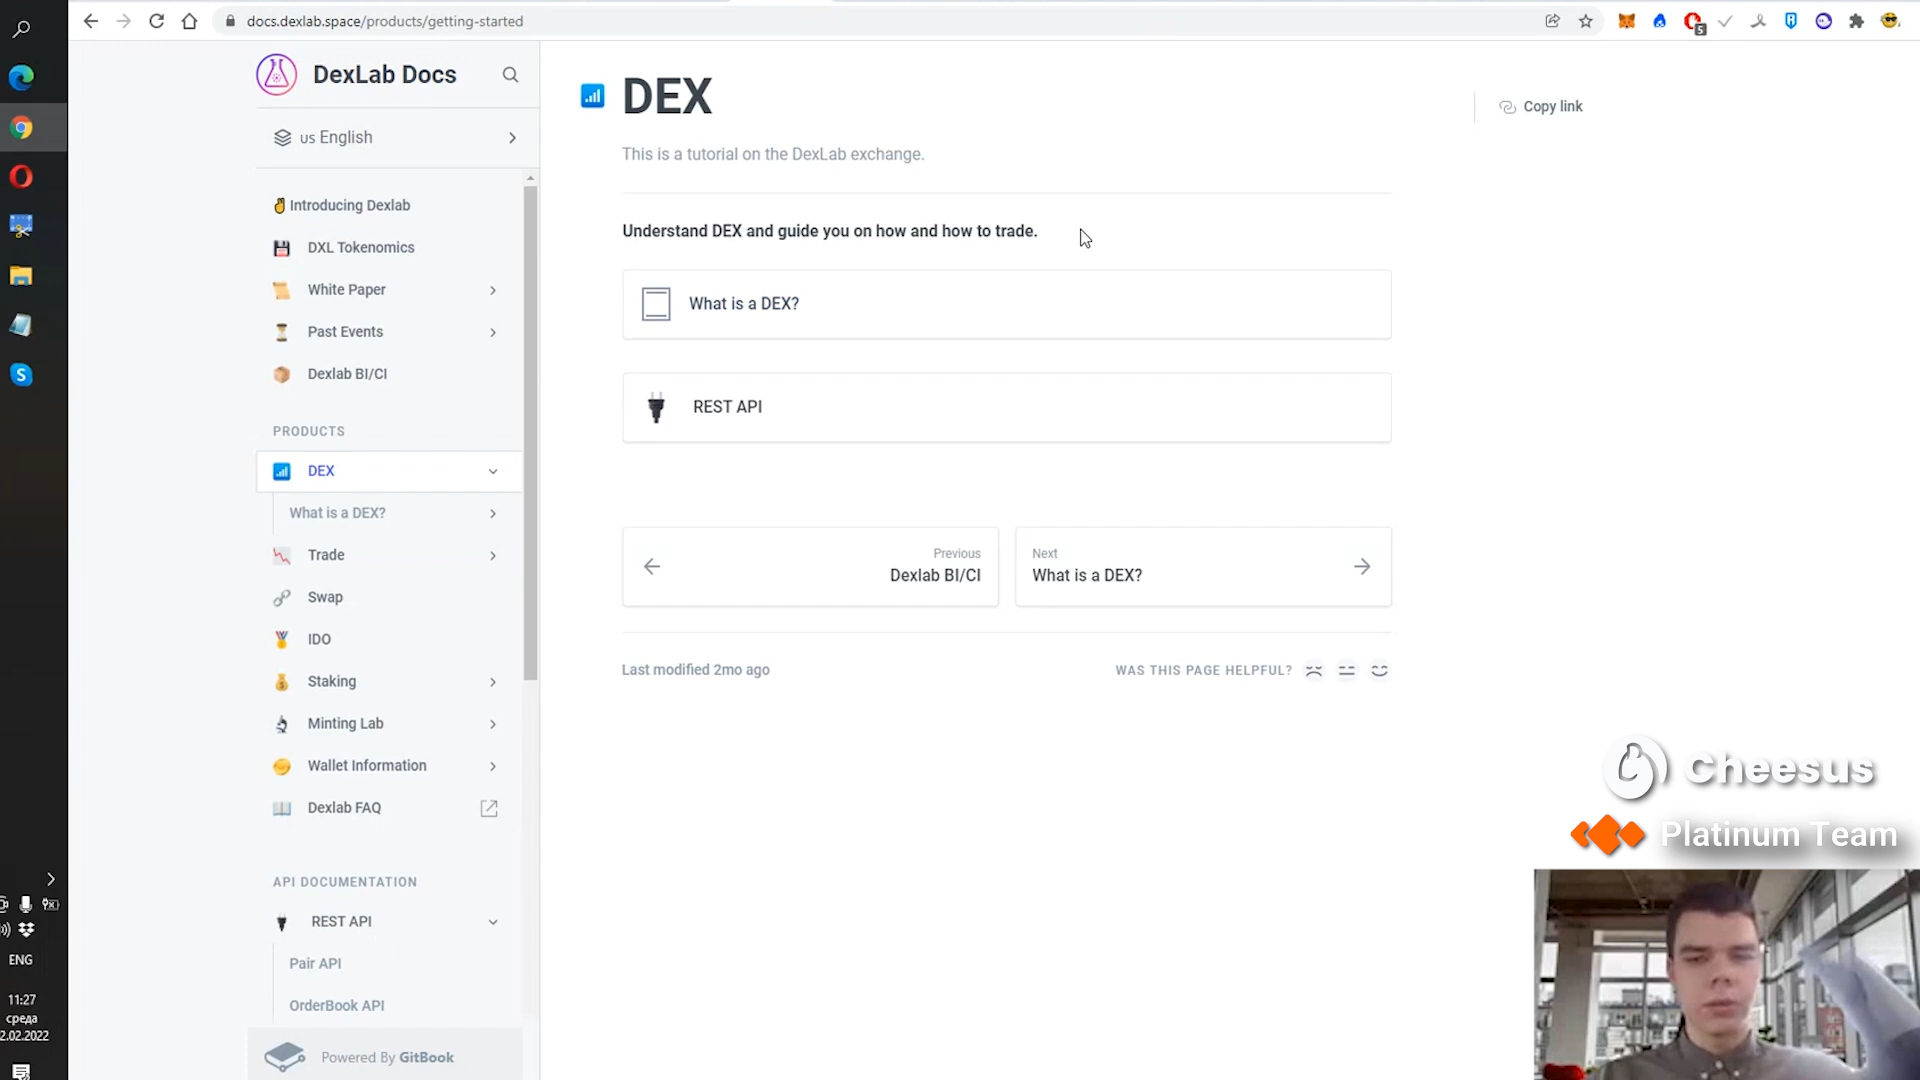 docs.dexlab.space/products/getting-started
5
DexLab Docs
us English
Introducing Dexlab
DXL Tokenomics
White Paper
Past Events
Dexlab BI/CI
PRODUCTS
DEX
What is a DEX?
Trade
Swap
IDO
Staking
Minting Lab
Wallet Information
Dexlab FAQ
API DOCUMENTATION
REST API
Pair API
OrderBook API
Powered By GitBook
DEX
Copy link
This is a tutorial on the DexLab exchange.
Understand DEX and guide you on how and how to trade.
What is a DEX?
REST API
Previous
Dexlab BI/CI
Next
What is a DEX?
Last modified 2mo ago
WAS THIS PAGE HELPFUL?
Cheesus
Platinum Team
S
ENG
11:27
среда
2.02.2022